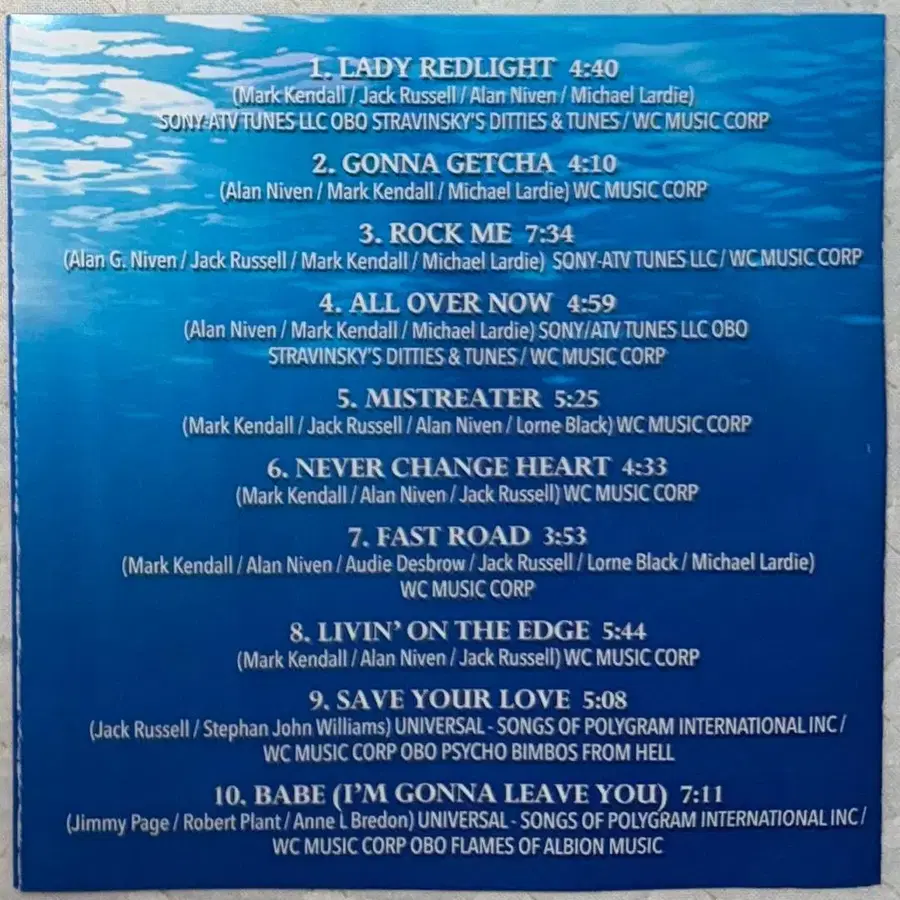 1. LADY REDLIGHT 4:40
(Mark Kendall / Jack Russell / Alan Niven / Michael Lardie)
SONY-ATV TUNES LLC OBO STRAVINSKY'S DITTIES & TUNES / WC MUSIC CORP
2. GONNA GETCHA 4:10
(Alan Niven / Mark Kendall / Michael Lardie) WC MUSIC CORP
3. ROCK ME 7:34
(Alan G. Niven / Jack Russell / Mark Kendall / Michael Lardie) SONY-ATV TUNES LLC / WC MUSIC CORP
4. ALL OVER NOW 4:59
(Alan Niven / Mark Kendall / Michael Lardie) SONY/ATV TUNES LLC OBO
STRAVINSKY'S DITTIES & TUNES / WC MUSIC CORP
5. MISTREATER 5:25
(Mark Kendall / Jack Russell / Alan Niven / Lorne Black) WC MUSIC CORP
6. NEVER CHANGE HEART 4:33
(Mark Kendall / Alan Niven / Jack Russell) WC MUSIC CORP
7. FAST ROAD 3:53
(Mark Kendall / Alan Niven / Audie Desbrow / Jack Russell / Lorne Black / Michael Lardie)
WC MUSIC CORP
8. LIVIN' ON THE EDGE 5:44
(Mark Kendall / Alan Niven / Jack Russell) WC MUSIC CORP
9. SAVE YOUR LOVE 5:08
(Jack Russell / Stephan John Williams) UNIVERSAL - SONGS OF POLYGRAM INTERNATIONAL INC /
WC MUSIC CORP OBO PSYCHO BIMBOS FROM HELL
10. BABE (I'M GONNA LEAVE YOU) 7:11
(Jimmy Page / Robert Plant / Anne L Bredon) UNIVERSAL - SONGS OF POLYGRAM INTERNATIONAL INC /
WC MUSIC CORP OBO FLAMES OF ALBION MUSIC